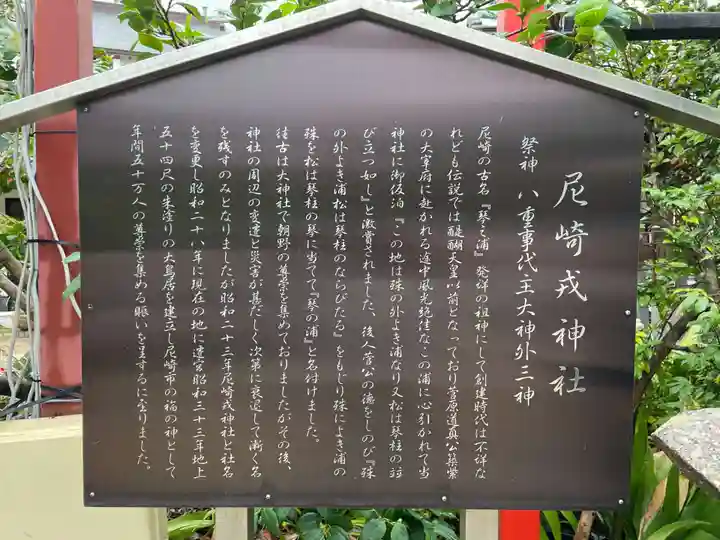 尼崎戎神社
祭神 八重事代主大神外三神
尼崎の古名『琴之浦』発祥の祖神にして創建時代は不詳な
れども伝説では醍醐天皇以前となっており菅原道真公築紫
の大宰府に赴かれる途中風光絶佳なこの浦に心引かれて当
神社に御仮泊『この地は殊の外よき浦なり又松は琴柱の並
び立つ如し』と激賞されました、後人菅公の徳をしのび『殊
の外よき浦松は琴柱のならびたる』をもじり殊によき浦の
殊を松は琴柱の琴に当てて「琴の浦」と名付けました。
往古は大神社で朝野の尊崇を集めておりましたがその後、
神社の周辺の変遷と災害が甚だしく次第に衰退して漸く名
を残すのみとなりましたが昭和二十三年尼崎戎神社と社名
を変更し昭和二十八年に現在の地に遷宮昭和三十三年地上
五十四尺の朱塗りの大鳥居を建立し尼崎市の福の神として
年間五十万人の尊崇を集める賑いを呈するに至りました。